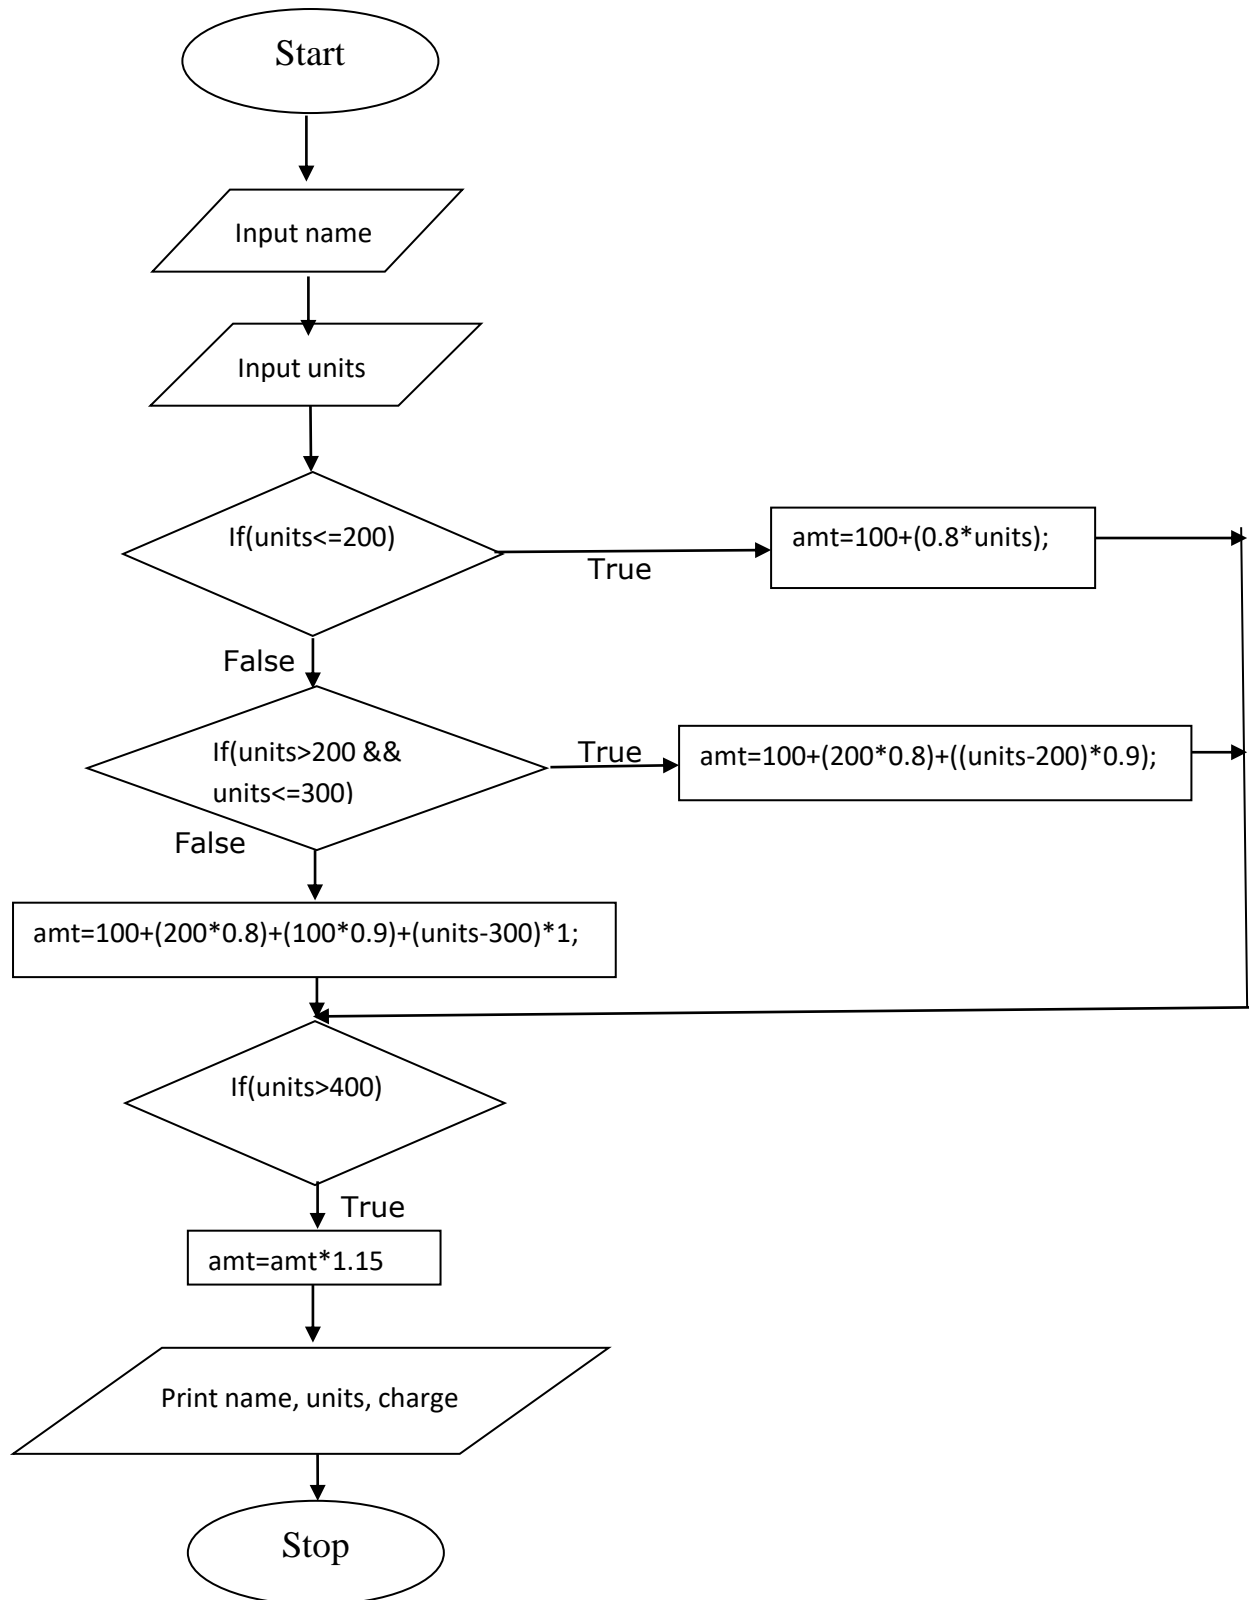 Start
Input name
Input units
If(units<=200)
True
amt=100+(0.8*units);
False
If(units>200 &&
units<=300)
True
amt=100+(200*0.8)+((units-200)*0.9);
False
amt=100+(200*0.8)+(100*0.9)+(units-300)*1;
If(units>400)
True
amt=amt*1.15
Print name, units, charge
Stop